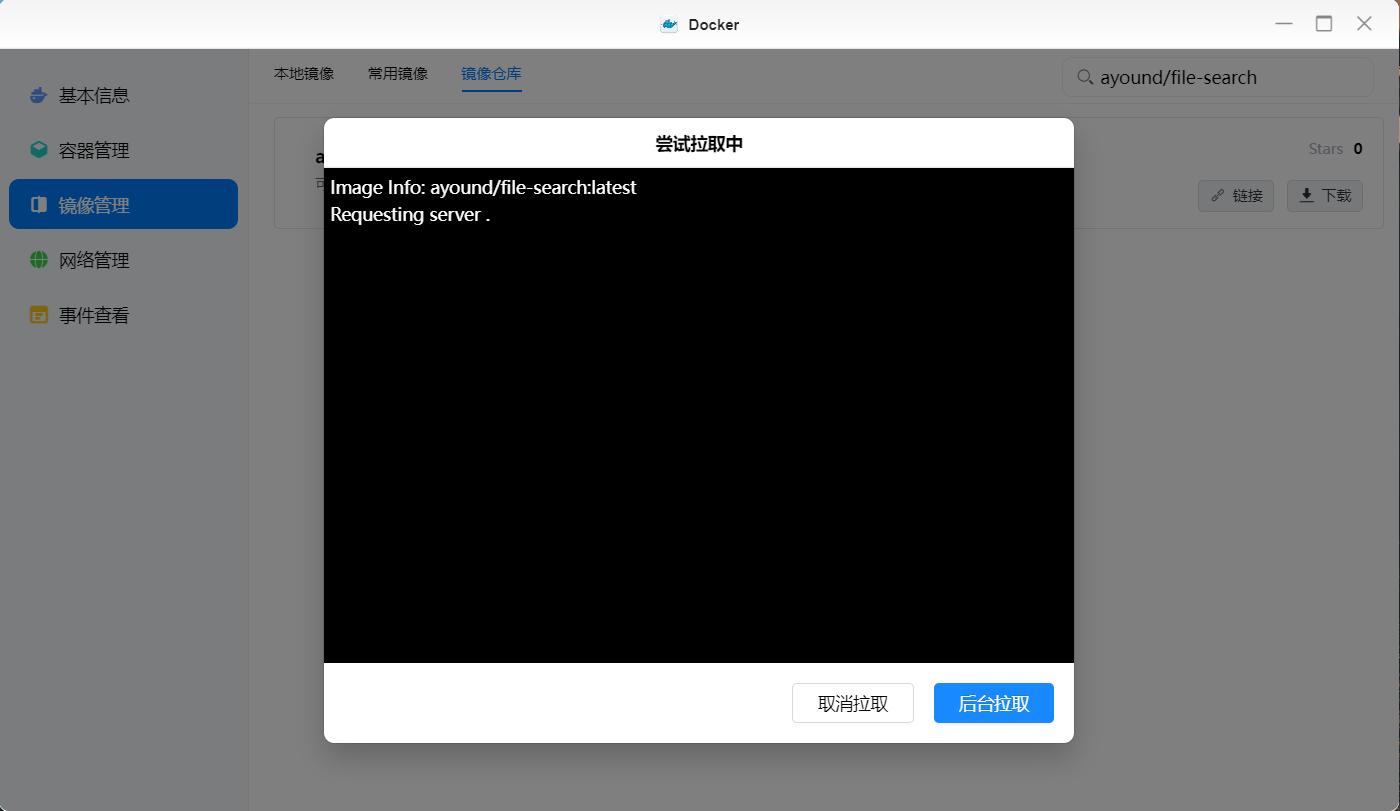 Docker
基本信息
容器管理
镜像管理
网络管理
事件查看
本地镜像 常用镜像 镜像仓库
ayound/file-search
Stars 0
链接 下载
尝试拉取中
Image Info: ayound/file-search:latest
Requesting server .
取消拉取 后台拉取